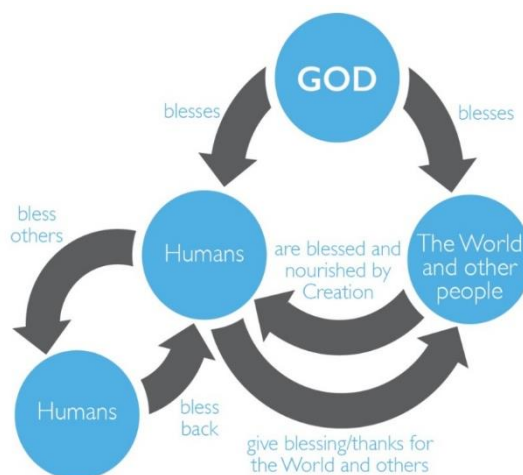 GOD
blesses
blesses
bless
others
Humans
are blessed and
nourished by
Creation
The World
and other
people
Humans
bless
back
give blessing/thanks for
the World and others